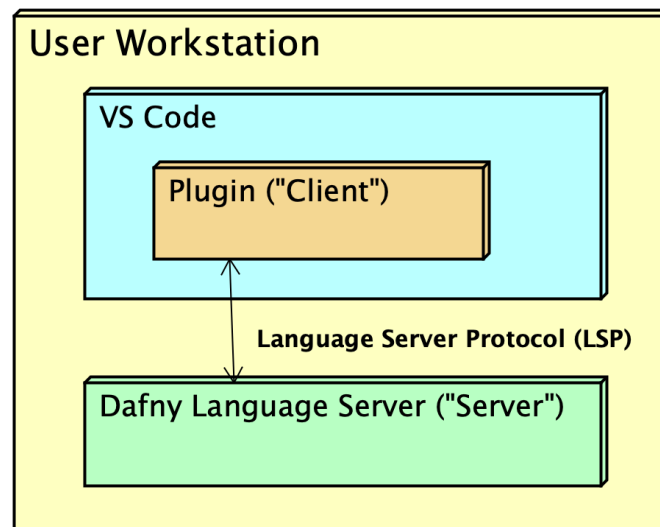 User Workstation
VS Code
Plugin ("Client")
Language Server Protocol (LSP)
Dafny Language Server ("Server")